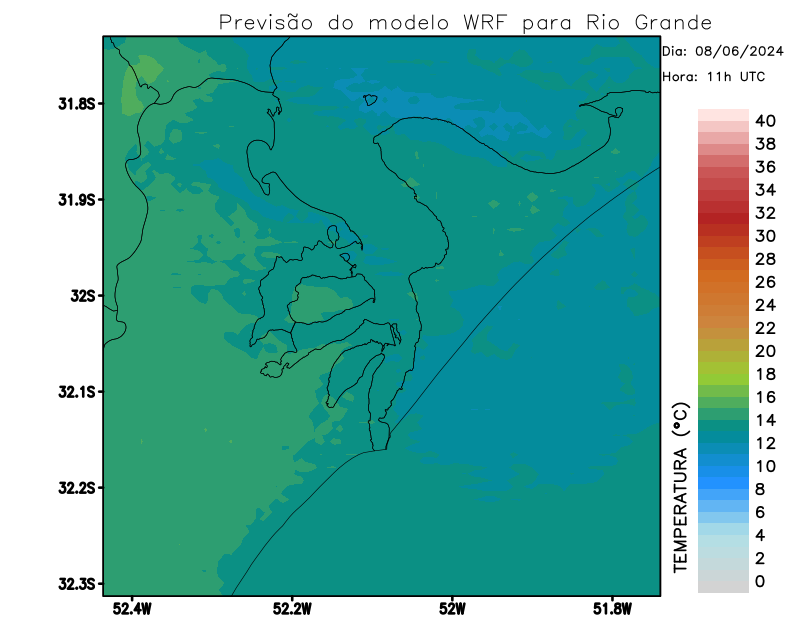 Previsão do modelo WRF para Rio Grande
Dia: 08/06/2024
Hora: 11h UTC
31.8S
31.9S
32S
32.1S
32.2S
32.3S
52.4W
52.2W
52W
51.8W
TEMPERATURA (°C)
40
38
36
34
32
30
28
26
24
22
20
18
16
14
12
10
8
6
4
2
0